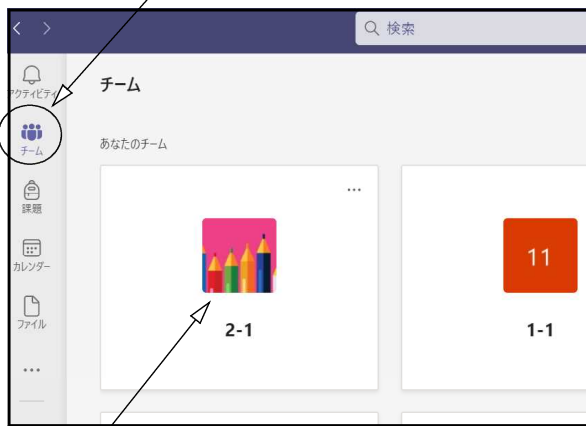 検索
アクティビティ
チーム
あなたのチーム
チーム
課題
カレンダー
ファイル
11
2-1
1-1